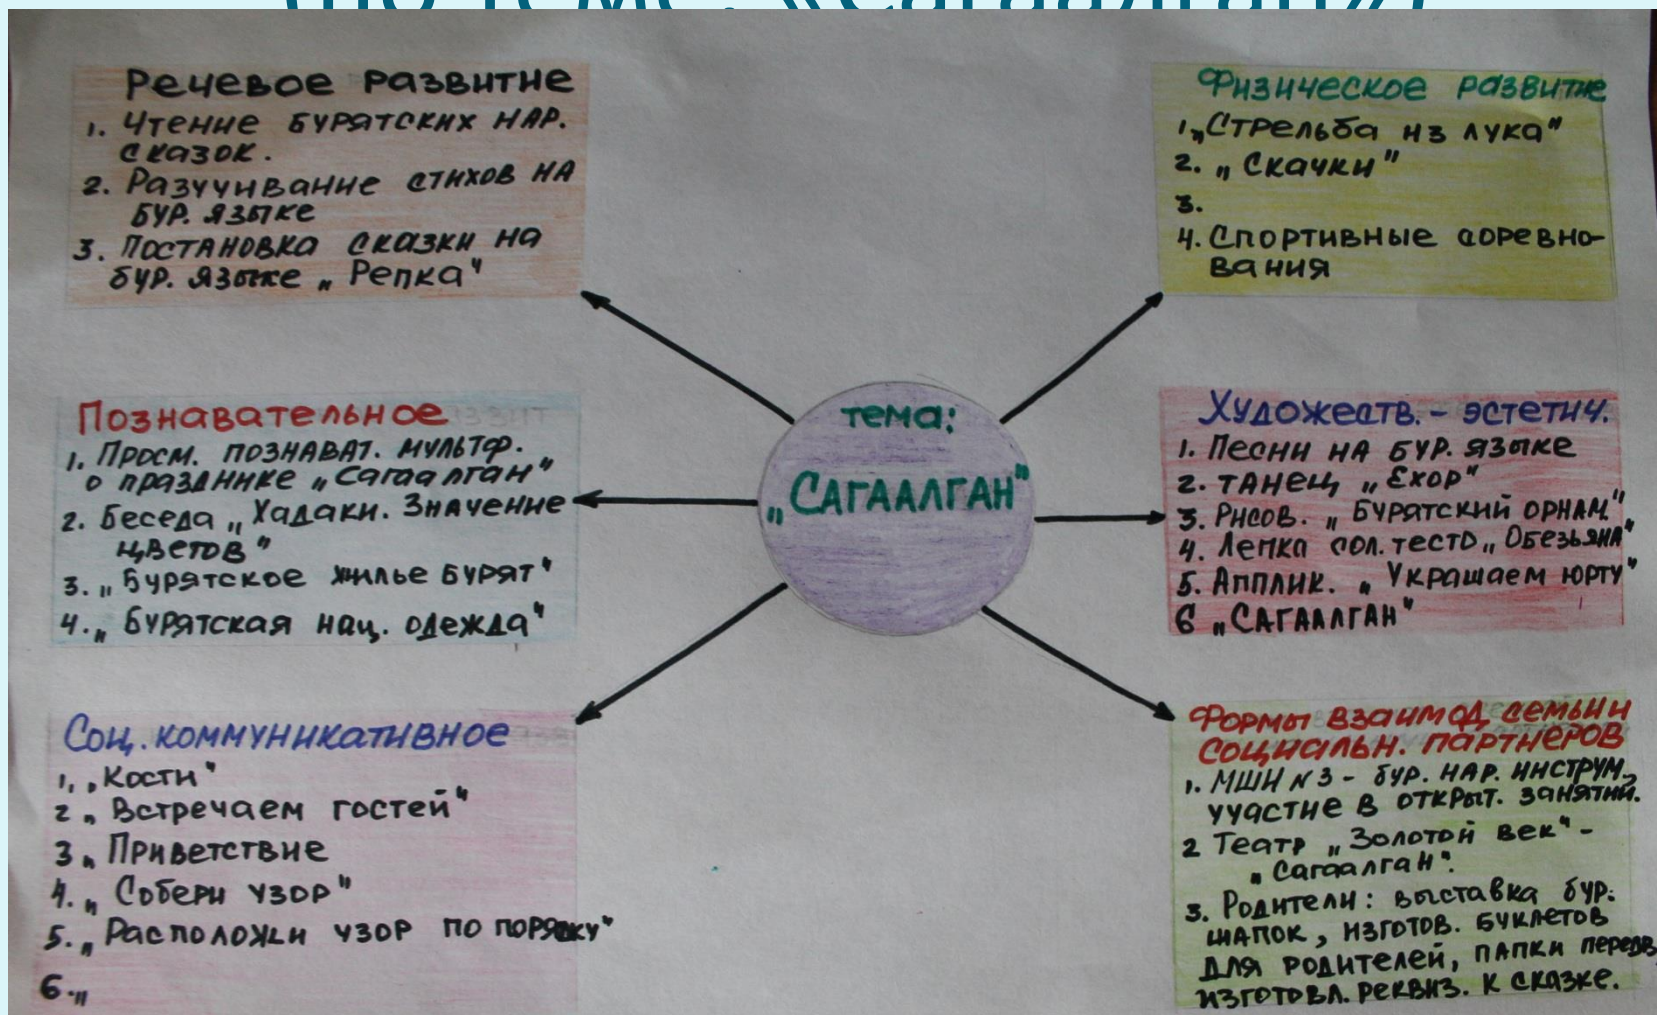 (по теме: «Сагаалган»)
Речевое развитие
1. Чтение бурятских нар.
сказок.
2. Разучивание стихов на
бур. языке
3. Постановка сказки на
бур. языке „Репка"
Физическое развитие
1. „Стрельба из лука"
2. „Скачки"
3.
4. Спортивные соревно-
вания
тема:
„САГААЛГАН"
Познавательное
1. Просм. познават. мультф.
о празднике „Сагаалган"
2. Беседа „Хадаки. Значение
цветов"
3. „Бурятское жилье бурят"
4. „Бурятская нац. одежда"
Художеств. - эстетич.
1. Песни на бур. языке
2. танец „Ехор"
3. Рисов. „Бурятский орнам."
4. Лепка сол. тесто „Обезьяна"
5. Апплик. „Украшаем юрту"
6 „САГААЛГАН"
Соц. коммуникативное
1. „Кости"
2 „Встречаем гостей"
3 „Приветствие
4. „Собери узор"
5. „Расположи узор по порядку"
6. „
Формы взаимод. семьи и
социальн. партнеров
1. МШИ №3 - бур. нар. инструм.,
участие в открыт. занятий.
2 Театр „Золотой век" -
„Сагаалган".
3. Родители: выставка бур.
шапок, изготов. буклетов
для родителей, папки передв.
изготовл. реквиз. к сказке.